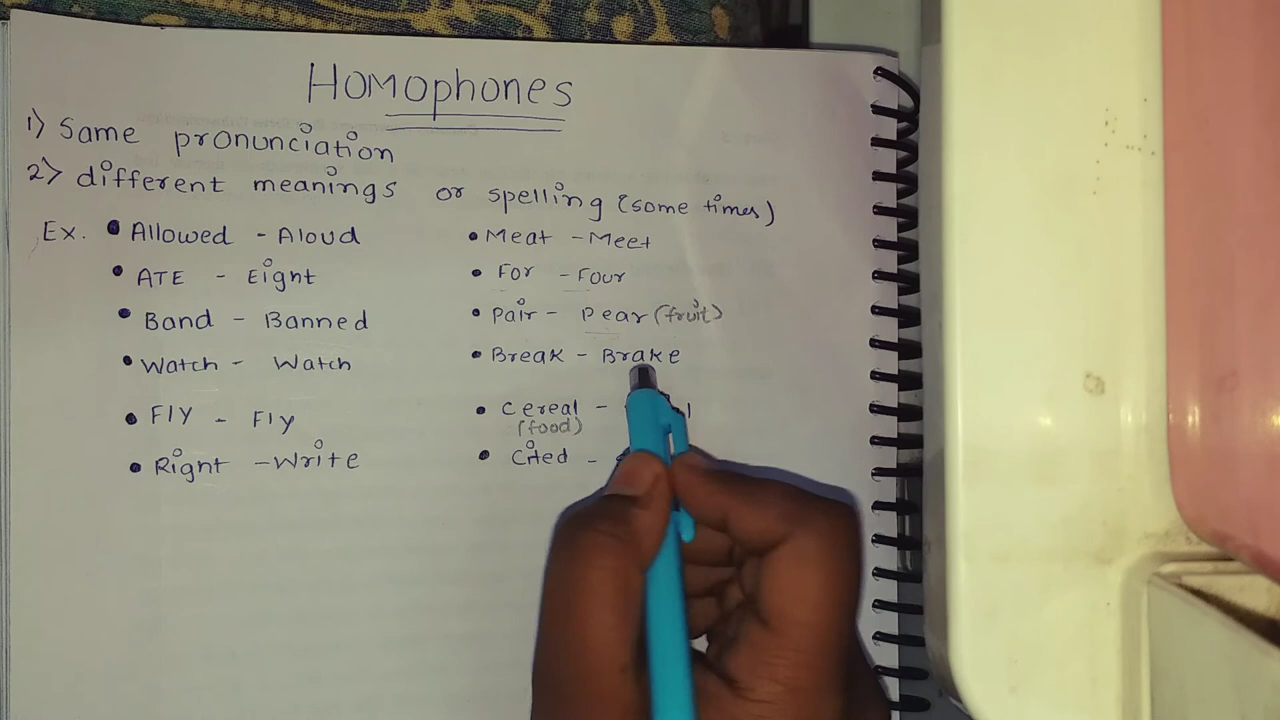 Homophones
1) Same pronunciation
2) different meanings or spelling (some times)
Ex. • Allowed - Aloud
• ATE - Eight
• Band - Banned
• Watch - Watch
• Fly - Fly
• Right - Write
• Meat - Meet
• For - Four
• Pair - Pear (fruit)
• Break - Brake
• Cereal -
(food)
• Cited -